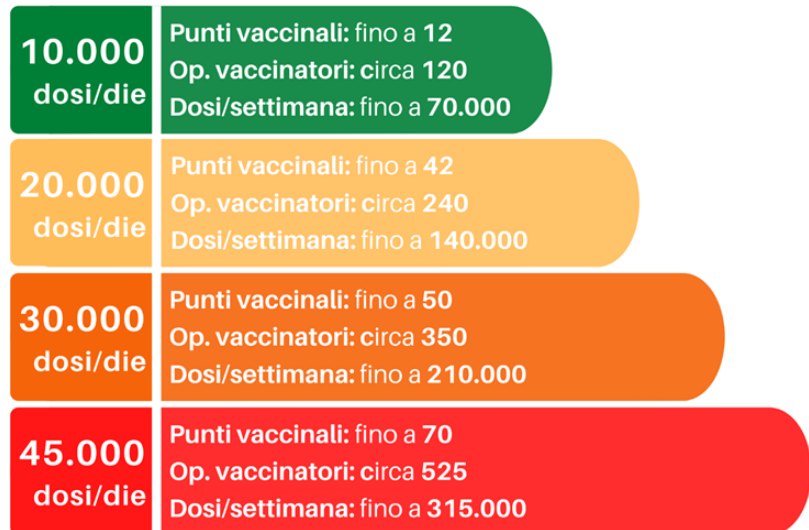 10.000
dosi/die
Punti vaccinali: fino a 12
Op. vaccinatori: circa 120
Dosi/settimana: fino a 70.000
20.000
dosi/die
Punti vaccinali: fino a 42
Op. vaccinatori: circa 240
Dosi/settimana: fino a 140.000
30.000
dosi/die
Punti vaccinali: fino a 50
Op. vaccinatori: circa 350
Dosi/settimana: fino a 210.000
45.000
dosi/die
Punti vaccinali: fino a 70
Op. vaccinatori: circa 525
Dosi/settimana: fino a 315.000